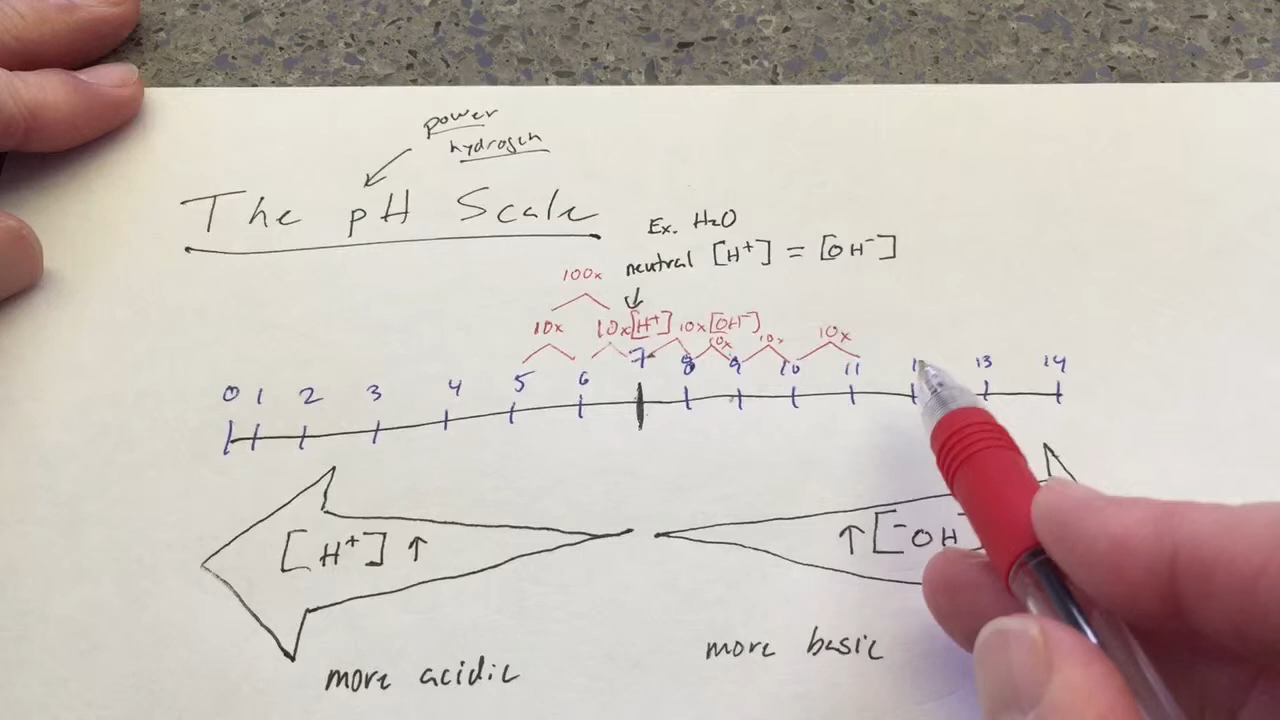 power
hydrogen
The pH Scale
Ex. H₂O
neutral [H⁺] = [OH⁻]
100x
10x 10x[H⁺] 10x[OH⁻] 10x 10x 10x
0 1 2 3 4 5 6 7 8 9 10 11 13 14
[H⁺] ↑ ↑ [⁻OH
more acidic more basic